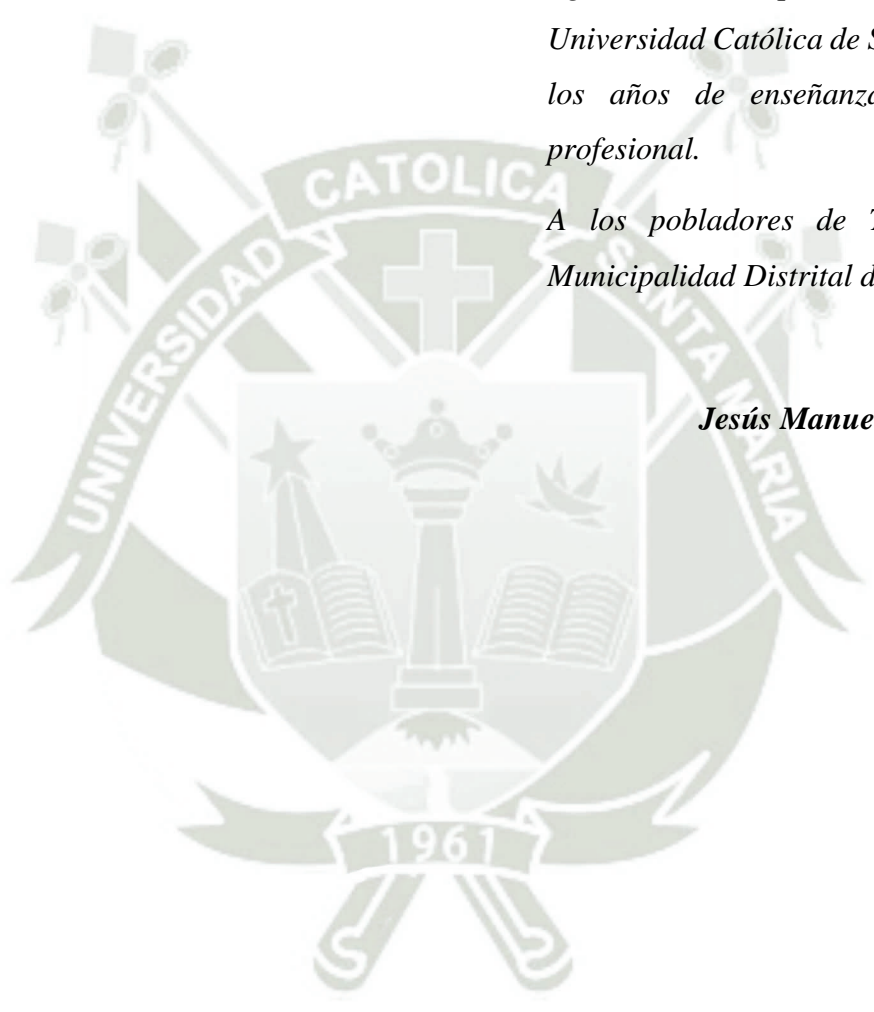 Universidad Católica de
los años de enseñanza
profesional.
A los pobladores de
Municipalidad Distrital
Jesús
UNIVERSIDAD CATOLICA SANTA MARIA
1961